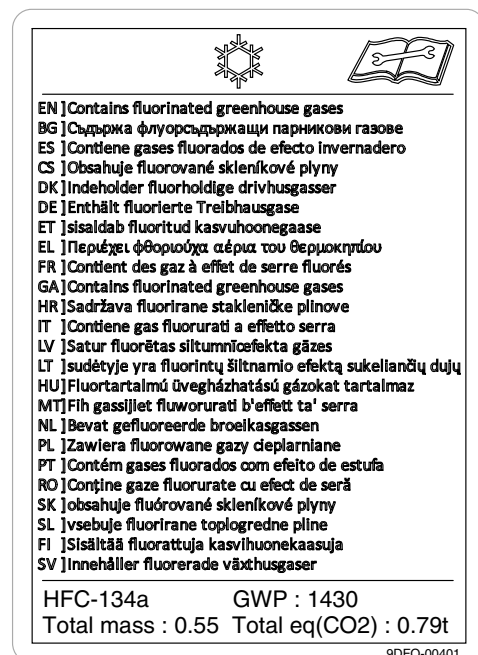 EN ]Contains fluorinated greenhouse gases
BG ]Съдържа флуорсъдържащи парникови газове
ES ]Contiene gases fluorados de efecto invernadero
CS ]Obsahuje fluorované skleníkové plyny
DK ]Indeholder fluorholdige drivhusgasser
DE ]Enthält fluorierte Treibhausgase
ET ]sisaldab fluoritud kasvuhoonegaase
EL ]Περιέχει φθοριούχα αέρια του θερμοκηπίου
FR ]Contient des gaz à effet de serre fluorés
GA]Contains fluorinated greenhouse gases
HR]Sadržava fluorirane stakleničke plinove
IT ]Contiene gas fluorurati a effetto serra
LV ]Satur fluorētas siltumnīcefekta gāzes
LT ]sudėtyje yra fluorintų šiltnamio efektą sukeliančių dujų
HU]Fluortartalmú üvegházhatású gázokat tartalmaz
MT]Fih gassijiet fluworurati b'effett ta' serra
NL ]Bevat gefluoreerde broeikasgassen
PL ]Zawiera fluorowane gazy cieplarniane
PT ]Contém gases fluorados com efeito de estufa
RO ]Conține gaze fluorurate cu efect de seră
SK ]obsahuje fluórované skleníkové plyny
SL ]vsebuje fluorirane toplogredne pline
FI ]Sisältää fluorattuja kasvihuonekaasuja
SV ]Innehåller fluorerade växthusgaser
HFC-134a GWP : 1430
Total mass : 0.55 Total eq(CO2) : 0.79t
9DFO-00401